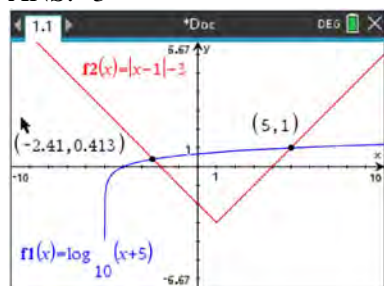 1.1 *Doc DEG
6.67 y
f2(x)=|x-1|-3
(5,1)
(-2.41,0.413)
1
x
-10 1 10
f1(x)=log₁₀(x+5)
-6.67